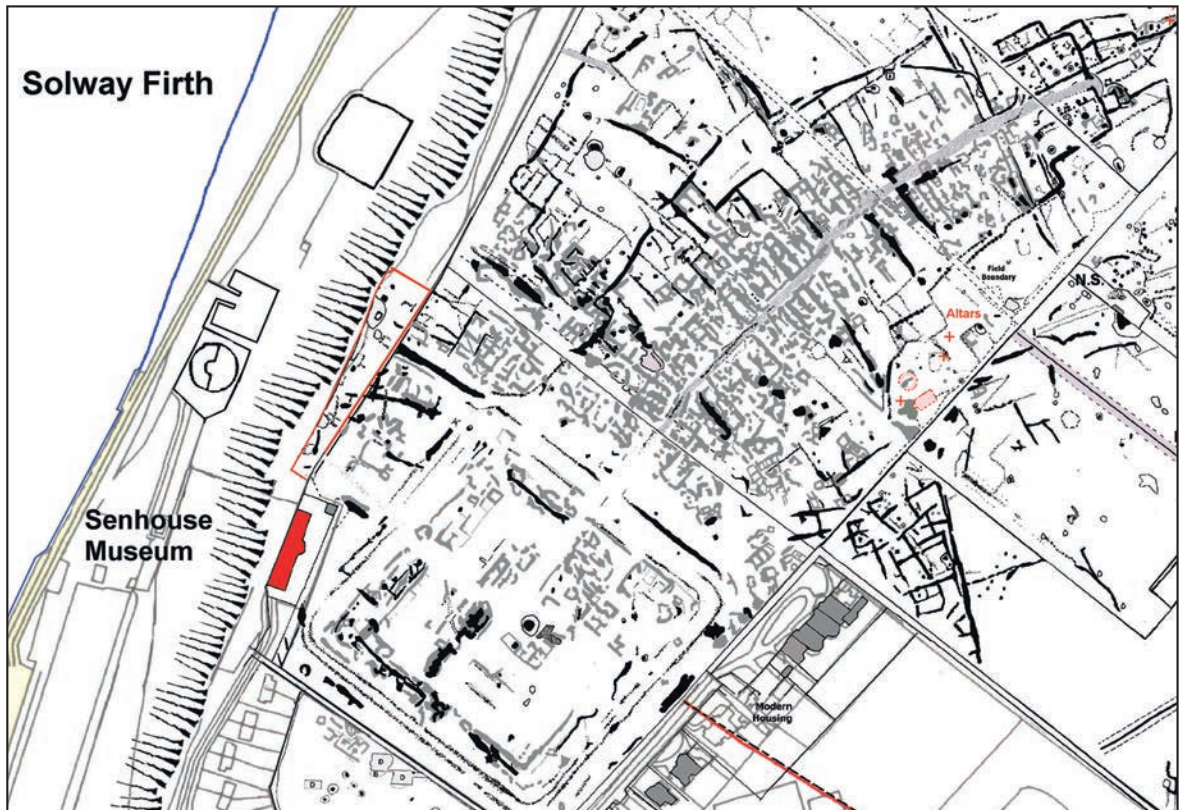 Solway Firth
Field
Boundary
N.S.
Altars
Senhouse
Museum
Modern
Housing
D
D
D
D